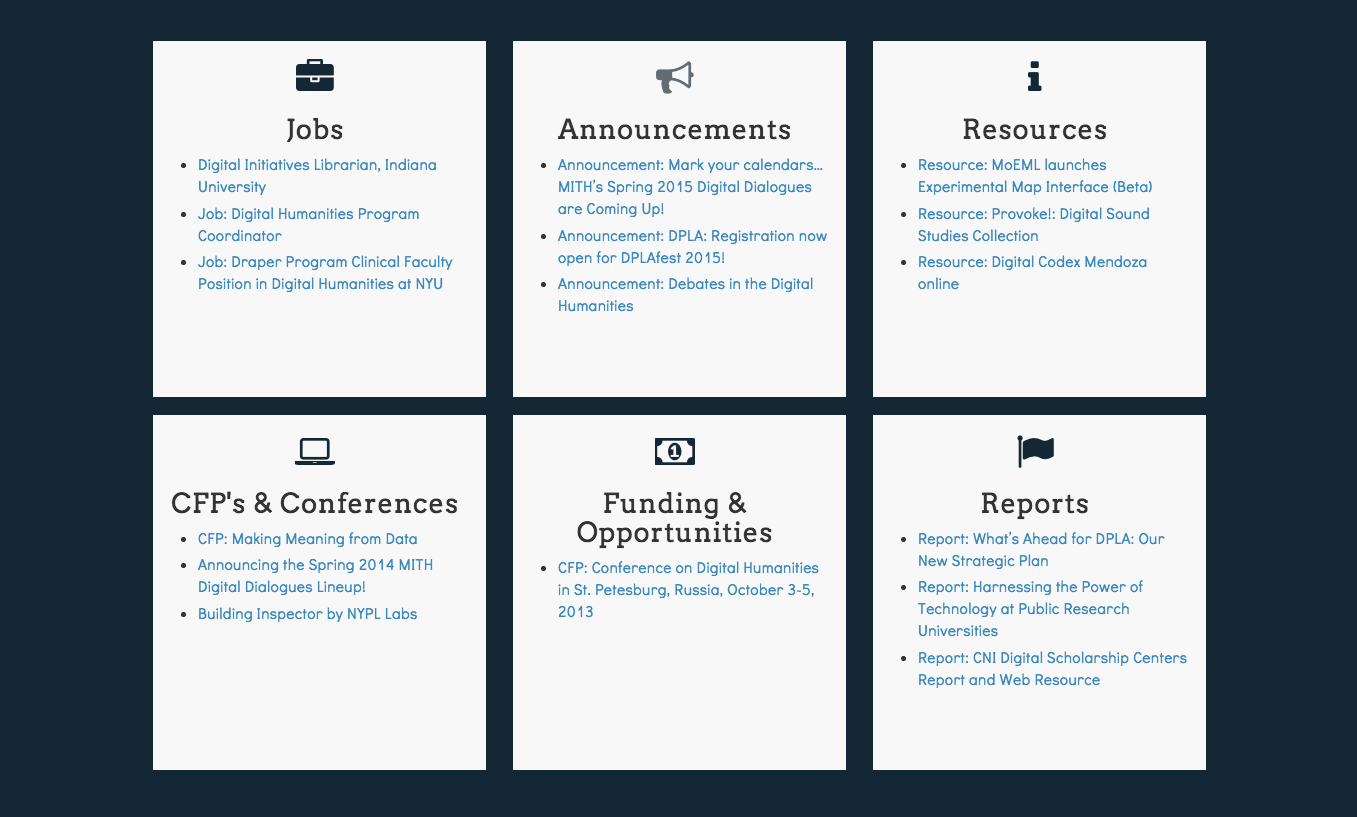 Jobs
Digital Initiatives Librarian, Indiana
University
Job: Digital Humanities Program
Coordinator
Job: Draper Program Clinical Faculty
Position in Digital Humanities at NYU
Announcements
Announcement: Mark your calendars...
MITH's Spring 2015 Digital Dialogues
are Coming Up!
Announcement: DPLA: Registration now
open for DPLAfest 2015!
Announcement: Debates in the Digital
Humanities
Resources
Resource: MoEML launches
Experimental Map Interface (Beta)
Resource: Provoke!: Digital Sound
Studies Collection
Resource: Digital Codex Mendoza
online
CFP's & Conferences
CFP: Making Meaning from Data
Announcing the Spring 2014 MITH
Digital Dialogues Lineup!
Building Inspector by NYPL Labs
1
Funding &
Opportunities
CFP: Conference on Digital Humanities
in St. Petesburg, Russia, October 3-5,
2013
Reports
Report: What's Ahead for DPLA: Our
New Strategic Plan
Report: Harnessing the Power of
Technology at Public Research
Universities
Report: CNI Digital Scholarship Centers
Report and Web Resource